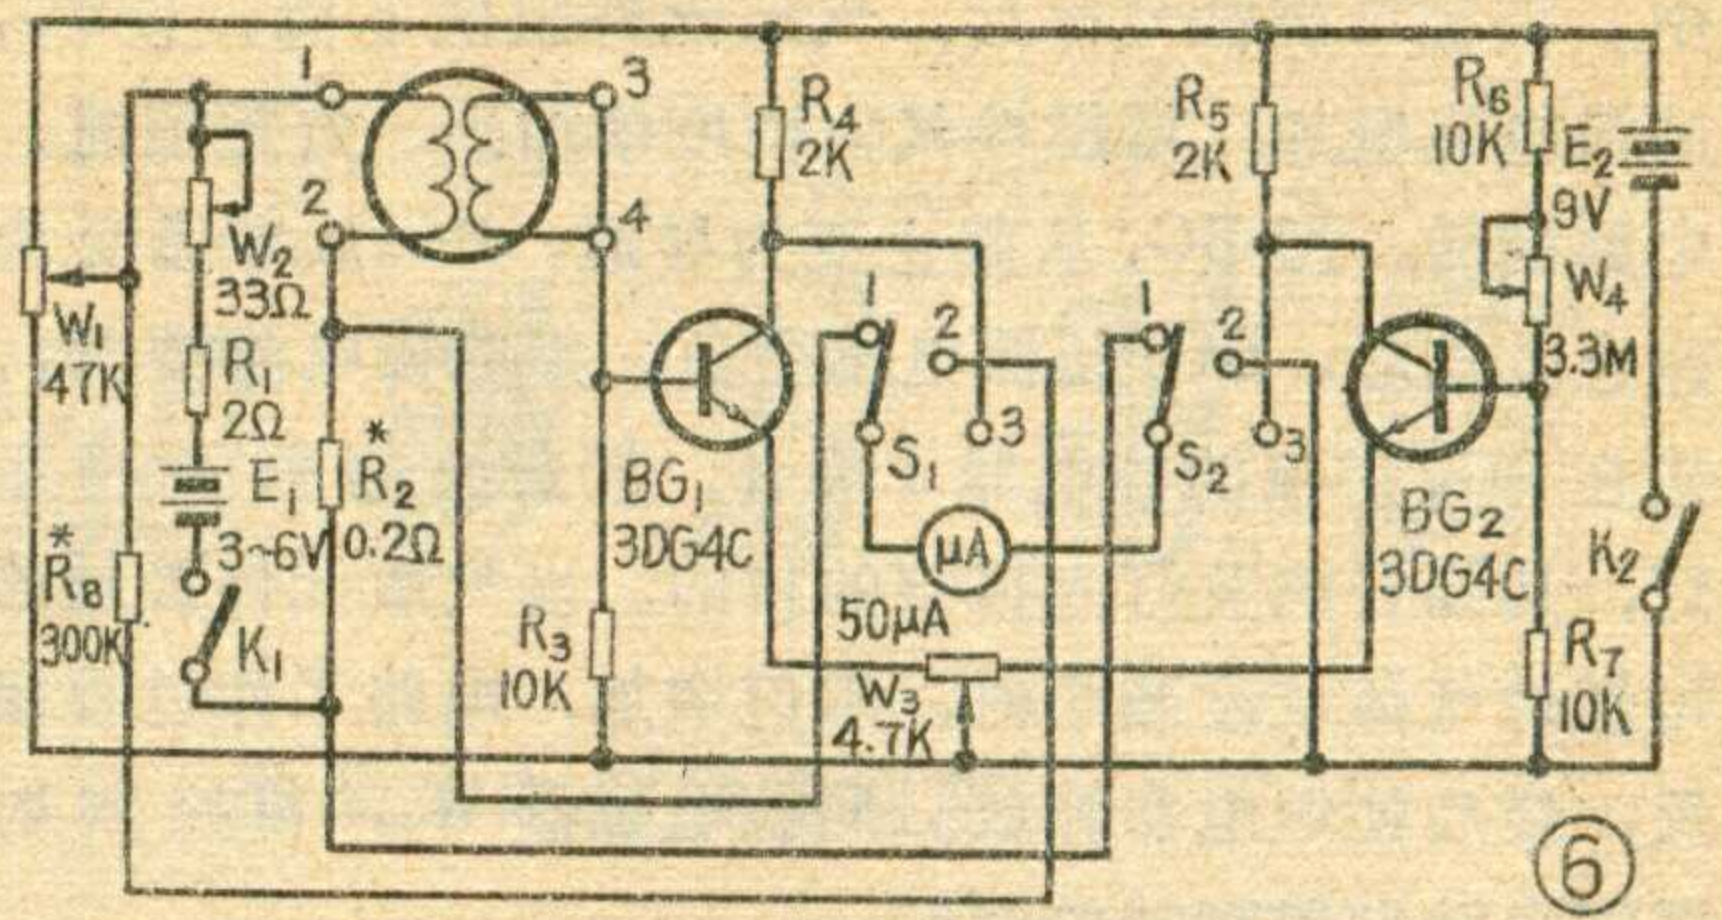 1
3
R4
2K
R5
2K
R6
10K
E2
9V
2
4
W2
33Ω
W1
47K
R1
2Ω
1
2
3
S1
1
2
3
S2
W4
3.3M
E1
3~6V
*
R2
0.2Ω
BG1
3DG4C
μA
50μA
BG2
3DG4C
K2
*
R8
300K
K1
R3
10K
W3
4.7K
R7
10K
6